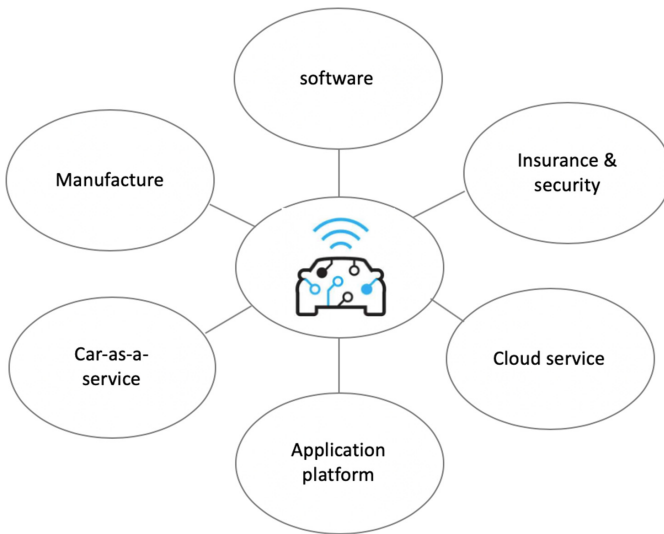 software
Insurance &
security
Manufacture
Car-as-a-
service
Cloud service
Application
platform